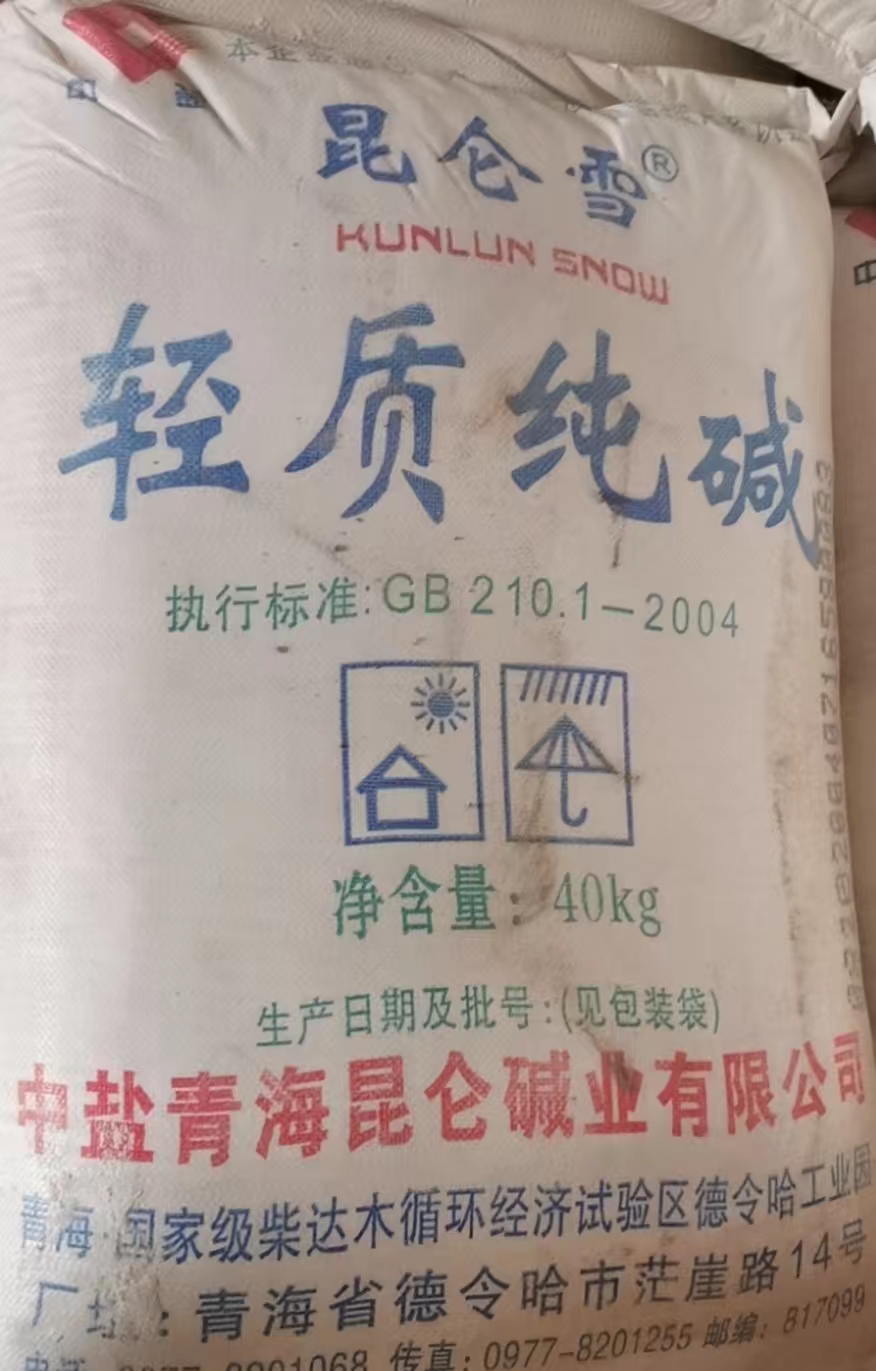 昆仑雪®
KUNLUN SNOW
轻质纯碱
执行标准:GB 210.1—2004
净含量: 40kg
生产日期及批号:(见包装袋)
中盐青海昆仑碱业有限公司
青海·国家级柴达木循环经济试验区德令哈工业园
厂址:青海省德令哈市茫崖路14号
传真:0977-8201255 邮编: 817099